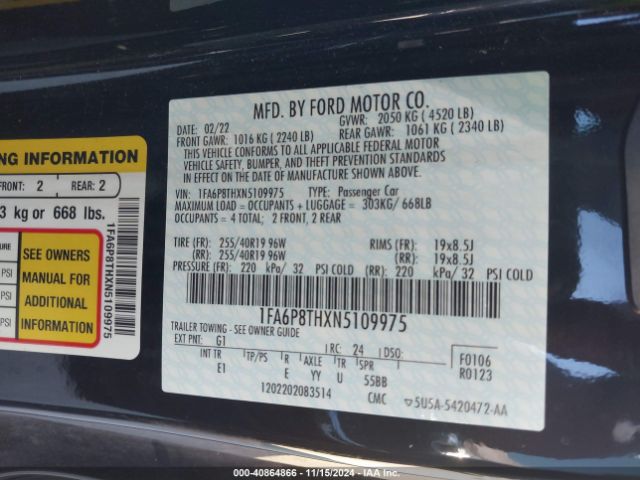 NG INFORMATION
FRONT: 2 REAR: 2
3 kg or 668 lbs.
SEE OWNERS
MANUAL FOR
ADDITIONAL
INFORMATION
PSI
PSI
PSI
1FA6P8THXN5109975
MFD. BY FORD MOTOR CO.
DATE: 02/22 GVWR: 2050 KG ( 4520 LB)
FRONT GAWR: 1016 KG ( 2240 LB) REAR GAWR: 1061 KG ( 2340 LB)
THIS VEHICLE CONFORMS TO ALL APPLICABLE FEDERAL MOTOR
VEHICLE SAFETY, BUMPER, AND THEFT PREVENTION STANDARDS
IN EFFECT ON THE DATE OF MANUFACTURE SHOWN ABOVE.
VIN: 1FA6P8THXN5109975 TYPE: Passenger Car
MAXIMUM LOAD = OCCUPANTS + LUGGAGE = 303KG/ 668LB
OCCUPANTS = 4 TOTAL; 2 FRONT, 2 REAR
TIRE (FR): 255/40R19 96W RIMS (FR): 19x8.5J
(RR): 255/40R19 96W (RR): 19x8.5J
PRESSURE (FR): 220 kPa/ 32 PSI COLD (RR): 220 kPa/ 32 PSI COLD
1FA6P8THXN5109975
TRAILER TOWING - SEE OWNER GUIDE
EXT PNT: G1 RC: 24 DSO: F0106
INT TR TP/PS R AXLE TR SPR R0123
E1 E YY U 55BB
1202202083514 CMC ▽5U5A-5420472-AA
000-40864866 - 11/15/2024 - IAA Inc.